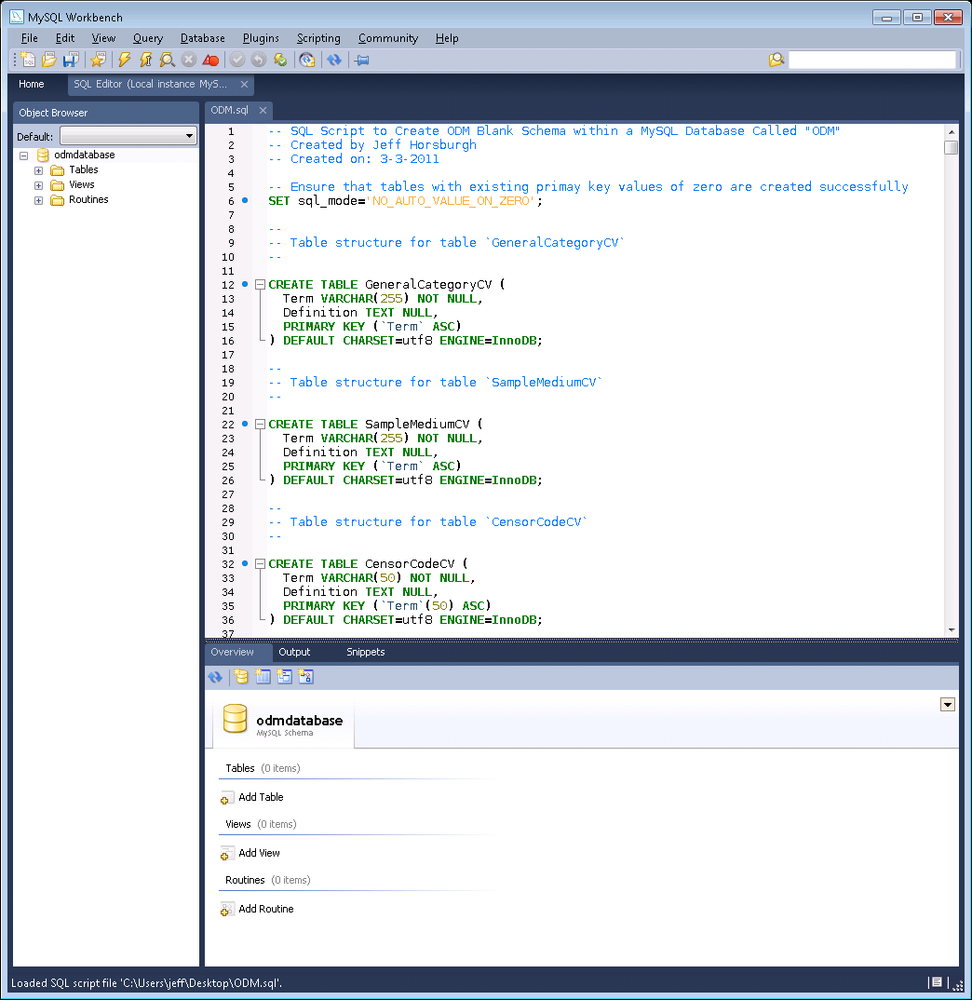 MySQL Workbench
File Edit View Query Database Plugins Scripting Community Help
Home
SQL Editor (Local instance MyS...
Object Browser
Default:
odmdatabase
Tables
Views
Routines
ODM.sql
1 -- SQL Script to Create ODM Blank Schema within a MySQL Database Called "ODM"
2 -- Created by Jeff Horsburgh
3 -- Created on: 3-3-2011
4
5 -- Ensure that tables with existing primay key values of zero are created successfully
6 SET sql_mode='NO_AUTO_VALUE_ON_ZERO';
7
8 --
9 -- Table structure for table `GeneralCategoryCV`
10 --
11
12 CREATE TABLE GeneralCategoryCV (
13 Term VARCHAR(255) NOT NULL,
14 Definition TEXT NULL,
15 PRIMARY KEY (`Term` ASC)
16 ) DEFAULT CHARSET=utf8 ENGINE=InnoDB;
17
18 --
19 -- Table structure for table `SampleMediumCV`
20 --
21
22 CREATE TABLE SampleMediumCV (
23 Term VARCHAR(255) NOT NULL,
24 Definition TEXT NULL,
25 PRIMARY KEY (`Term` ASC)
26 ) DEFAULT CHARSET=utf8 ENGINE=InnoDB;
27
28 --
29 -- Table structure for table `CensorCodeCV`
30 --
31
32 CREATE TABLE CensorCodeCV (
33 Term VARCHAR(50) NOT NULL,
34 Definition TEXT NULL,
35 PRIMARY KEY (`Term`(50) ASC)
36 ) DEFAULT CHARSET=utf8 ENGINE=InnoDB;
37
Overview Output Snippets
odmdatabase
MySQL Schema
Tables (0 items)
Add Table
Views (0 items)
Add View
Routines (0 items)
Add Routine
Loaded SQL script file 'C:\Users\jeff\Desktop\ODM.sql'.